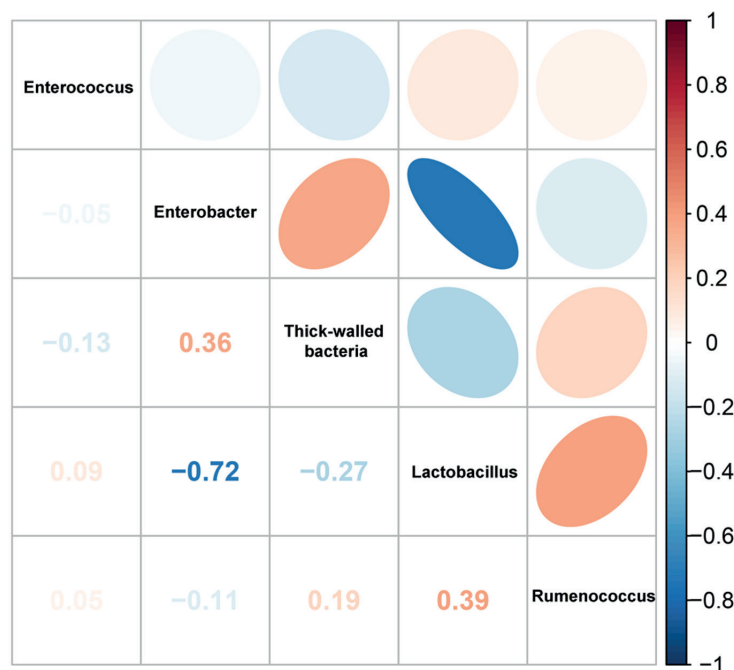 Enterococcus
−0.05 Enterobacter
−0.13 0.36 Thick-walled
bacteria
0.09 −0.72 −0.27 Lactobacillus
0.05 −0.11 0.19 0.39 Rumenococcus
1
0.8
0.6
0.4
0.2
0
−0.2
−0.4
−0.6
−0.8
−1